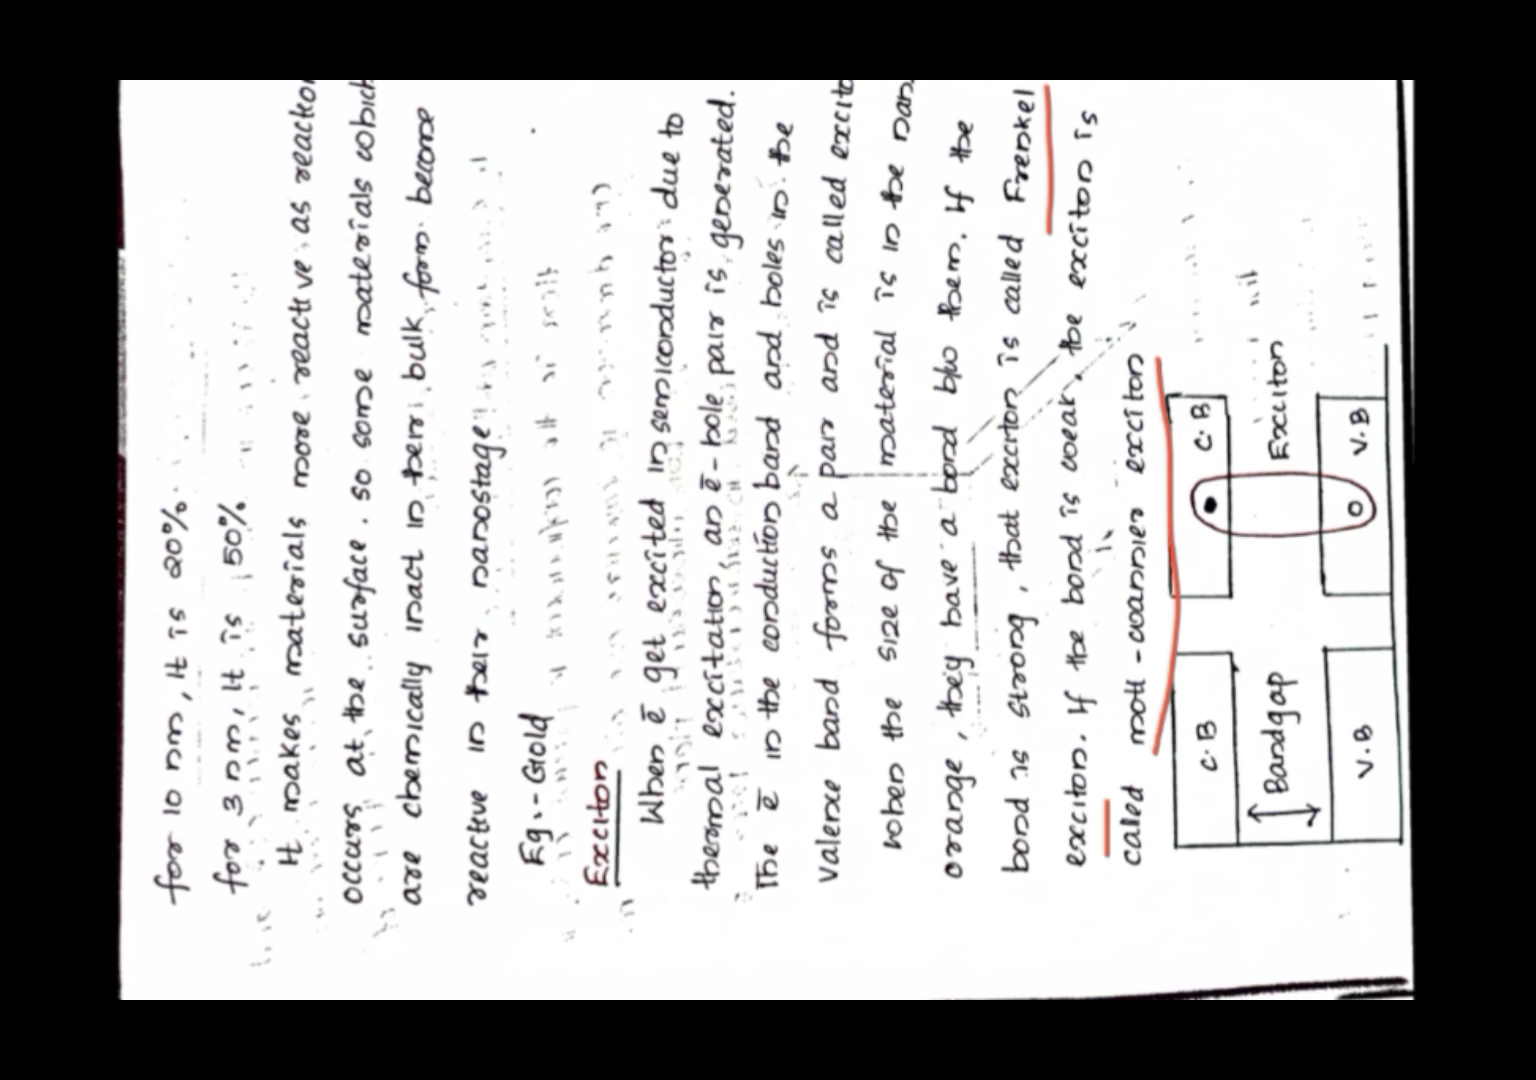 for 10 nm, it is 20%.
for 3 nm, it is 50%
It makes materials more reactive as reaction
occurs at the surface. so some materials which
are chemically inact in their bulk form become
reactive in their nanostage
Eg.- Gold
Exciton
When ē get excited in semiconductor due to
thermal excitation, an ē-hole pair is generated.
The ē in the conduction band and holes in the
valence band forms a pair and is called excito
when the size of the material is in the nan
orange, they have a bond b/w them. If the
bond is strong, that exciton is called Frenkel
exciton. If the bond is weak, the exciton is
called mott-wannier exciton
C.B C.B
Bandgap Exciton
V.B V.B